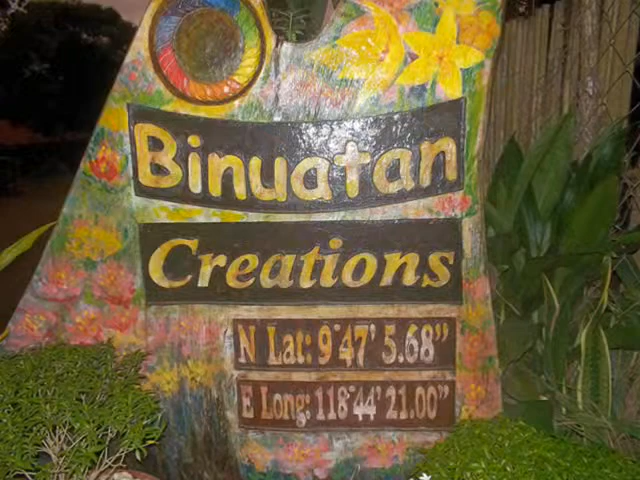 Binuatan
Creations
N Lat: 9°47' 5.68"
E Long: 118°44' 21.00"